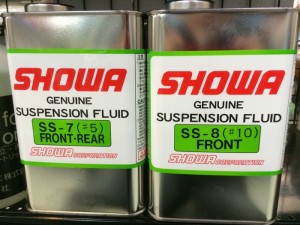 SHOWA
GENUINE
SUSPENSION FLUID
SS-7(#5)
FRONT·REAR
SHOWA CORPORATION
SHOWA
GENUINE
SUSPENSION FLUID
SS-8(#10)
FRONT
SHOWA CORPORATION